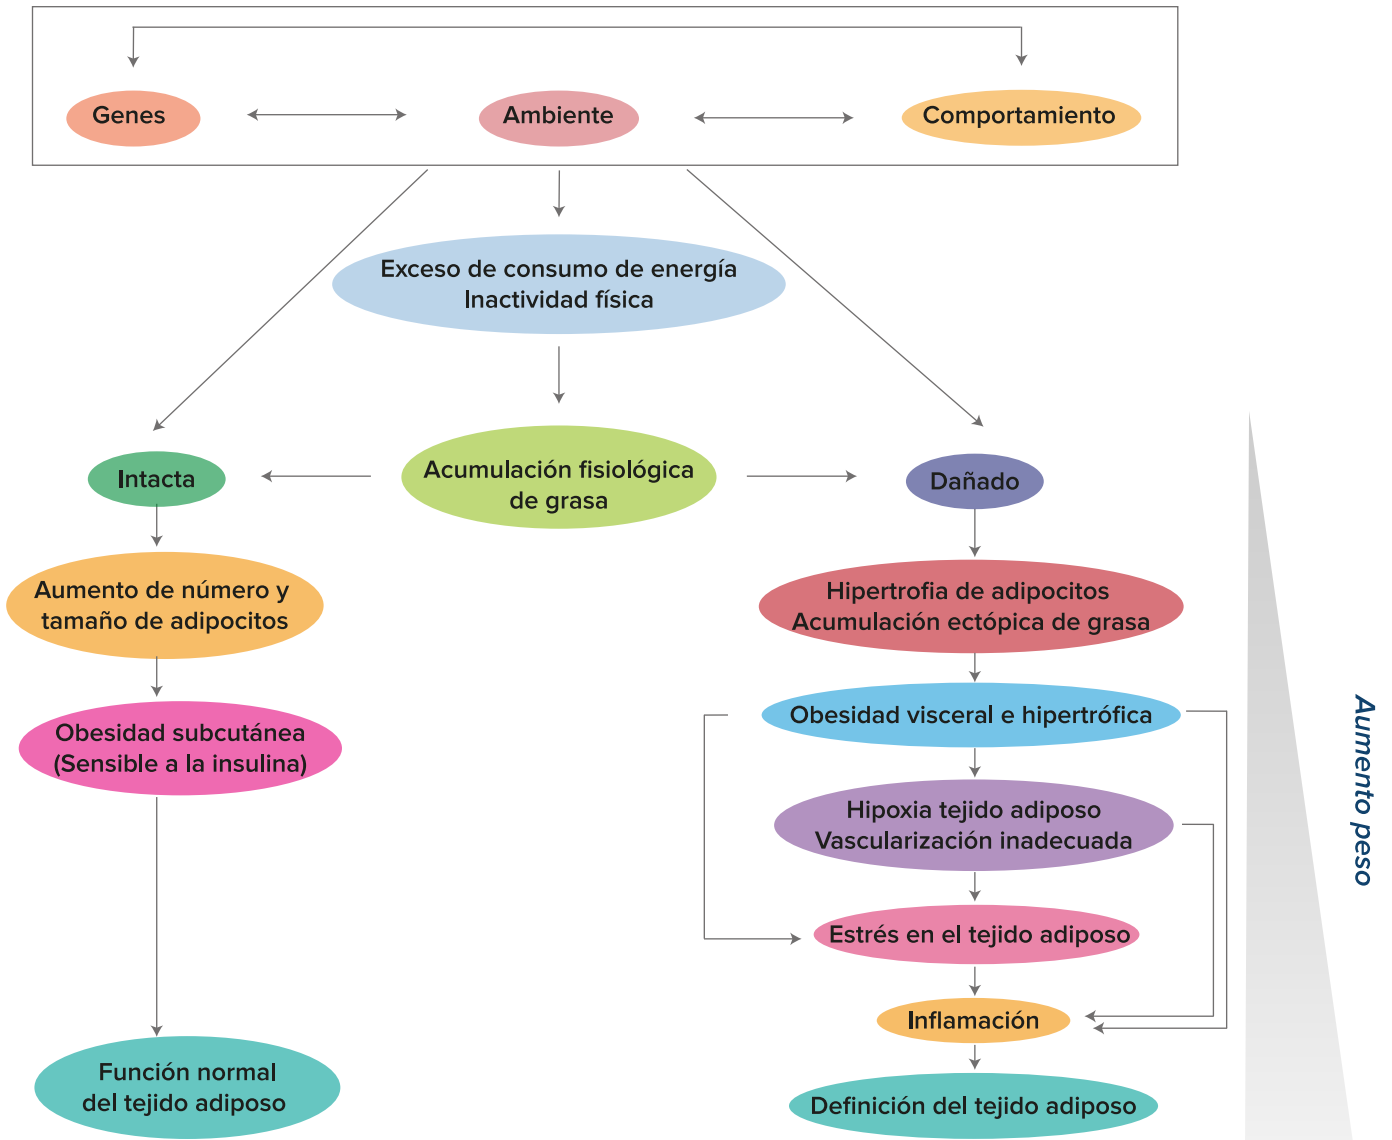 Genes
Ambiente
Comportamiento
Exceso de consumo de energía
Inactividad física
Intacta
Acumulación fisiológica
de grasa
Dañado
Aumento de número y
tamaño de adipocitos
Hipertrofia de adipocitos
Acumulación ectópica de grasa
Obesidad subcutánea
(Sensible a la insulina)
Obesidad visceral e hipertrófica
Hipoxia tejido adiposo
Vascularización inadecuada
Estrés en el tejido adiposo
Inflamación
Función normal
del tejido adiposo
Definición del tejido adiposo
Aumento peso